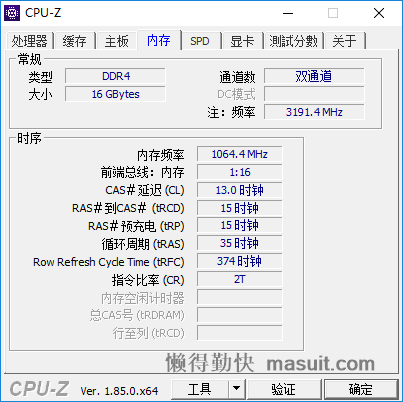 CPU-Z
处理器 缓存 主板 内存 SPD 显卡 测試分數 关于
常规
类型 DDR4 通道数 双通道
大小 16 GBytes DC模式
注：频率 3191.4 MHz
时序
内存频率 1064.4 MHz
前端总线：内存 1:16
CAS＃延迟 (CL) 13.0 时钟
RAS＃到CAS＃ (tRCD) 15 时钟
RAS＃预充电 (tRP) 15 时钟
循环周期 (tRAS) 35 时钟
Row Refresh Cycle Time (tRFC) 374 时钟
指令比率 (CR) 2T
内存空闲计时器
总CAS号 (tRDRAM)
行至列 (tRCD)
懒得勤快 masuit.com
CPU-Z Ver. 1.85.0.x64 工具 验证 确定